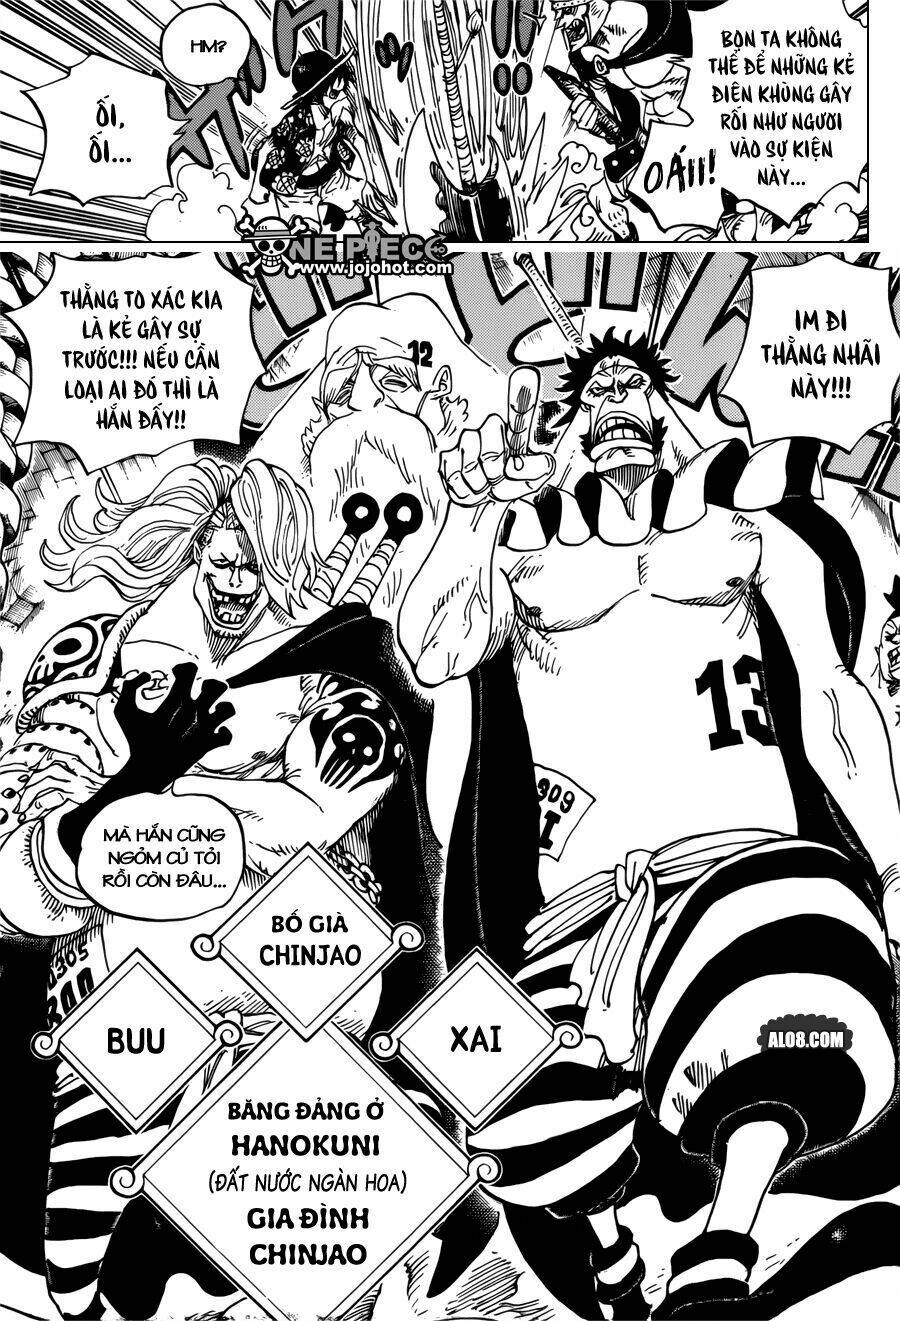 BỌN TA KHÔNG
THỂ ĐỂ NHỮNG KẺ
ĐIÊN KHÙNG GÂY
RỐI NHƯ NGƯƠI
VÀO SỰ KIỆN
NÀY...
OÁII!
HM?
ỐI,
ỐI...
ONE PIECE
www.jojohot.com
IM ĐI
THẰNG NHÃI
NÀY!!!
THẰNG TO XÁC KIA
LÀ KẺ GÂY SỰ
TRƯỚC!!! NẾU CẦN
LOẠI AI ĐÓ THÌ LÀ
HẮN ĐẤY!!
12
13
MÀ HẮN CŨNG
NGỎM CỦ TỎI
RỒI CÒN ĐÂU...
BỐ GIÀ
CHINJAO
BUU
XAI
BĂNG ĐẢNG Ở
HANOKUNI
(ĐẤT NƯỚC NGÀN HOA)
GIA ĐÌNH
CHINJAO
ALO8.COM